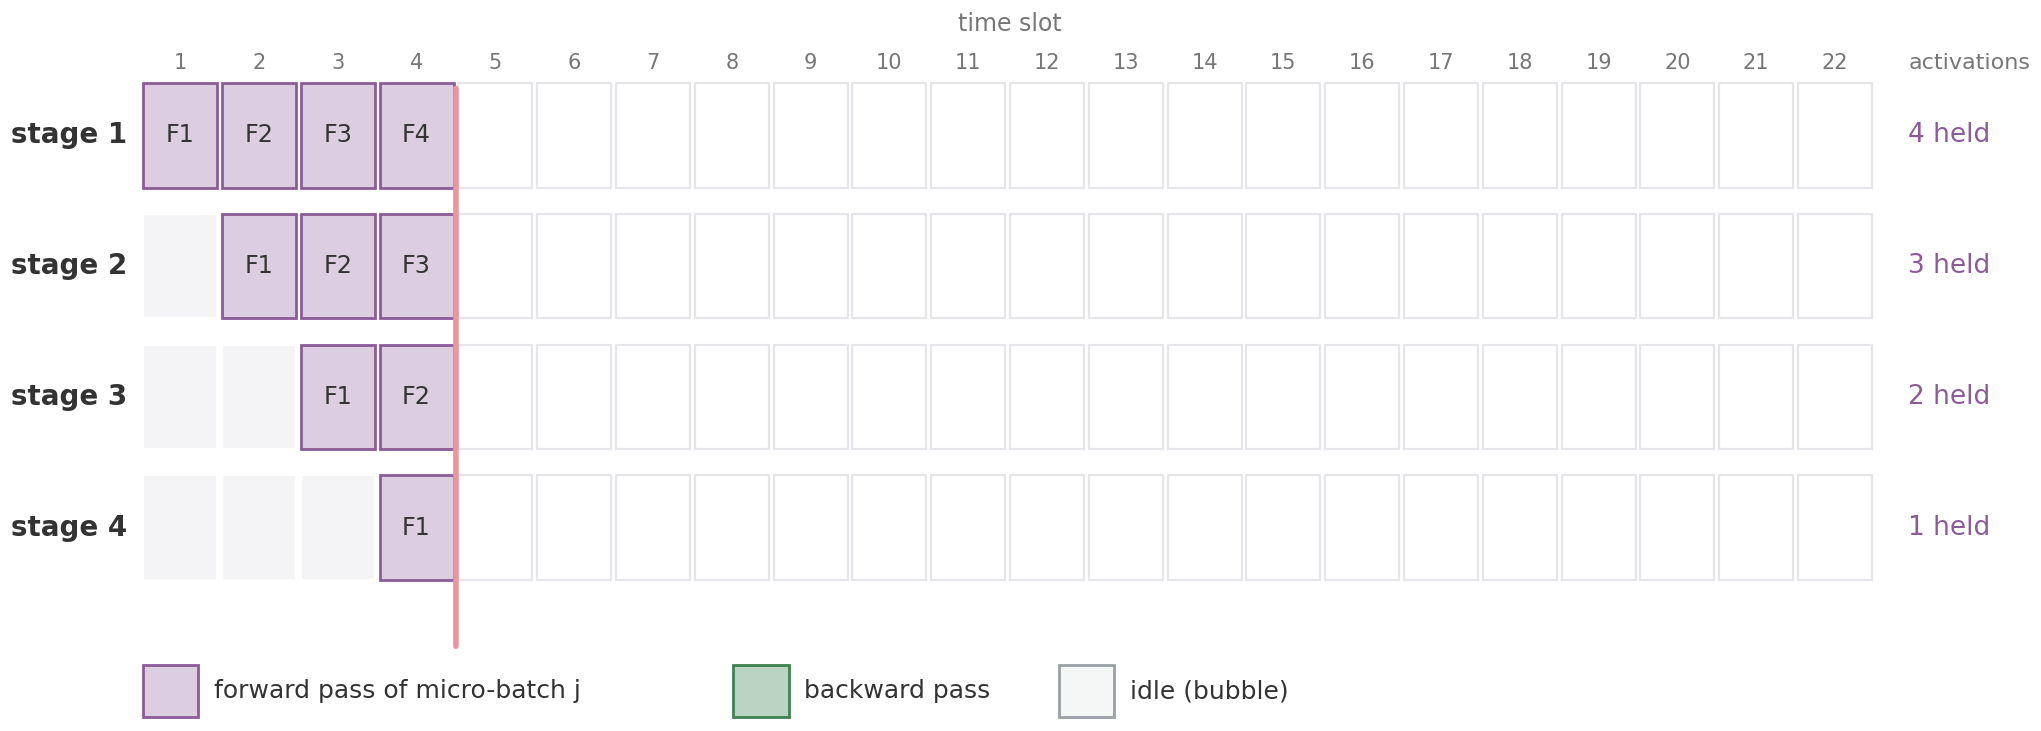 time slot
1 2 3 4 5 6 7 8 9 10 11 12 13 14 15 16 17 18 19 20 21 22 activations
stage 1 F1 F2 F3 F4 4 held
stage 2 F1 F2 F3 3 held
stage 3 F1 F2 2 held
stage 4 F1 1 held
forward pass of micro-batch j backward pass idle (bubble)